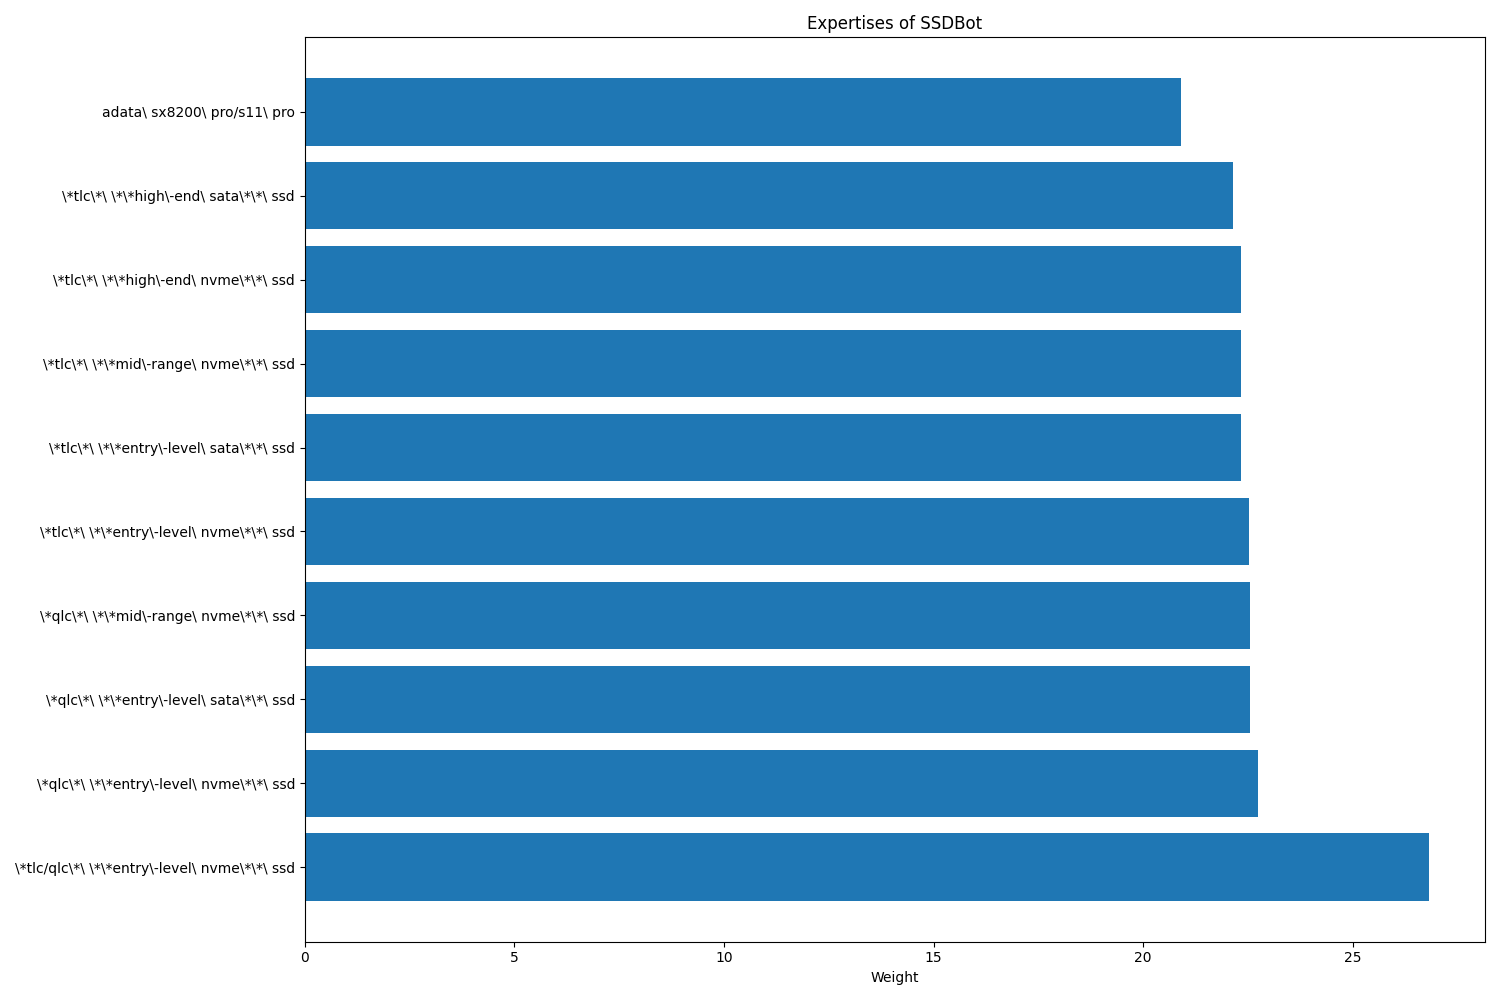 Expertises of SSDBot
adata\ sx8200\ pro/s11\ pro
\*tlc\*\ \*\*high\-end\ sata\*\*\ ssd
\*tlc\*\ \*\*high\-end\ nvme\*\*\ ssd
\*tlc\*\ \*\*mid\-range\ nvme\*\*\ ssd
\*tlc\*\ \*\*entry\-level\ sata\*\*\ ssd
\*tlc\*\ \*\*entry\-level\ nvme\*\*\ ssd
\*qlc\*\ \*\*mid\-range\ nvme\*\*\ ssd
\*qlc\*\ \*\*entry\-level\ sata\*\*\ ssd
\*qlc\*\ \*\*entry\-level\ nvme\*\*\ ssd
\*tlc/qlc\*\ \*\*entry\-level\ nvme\*\*\ ssd
0 5 10 15 20 25
Weight